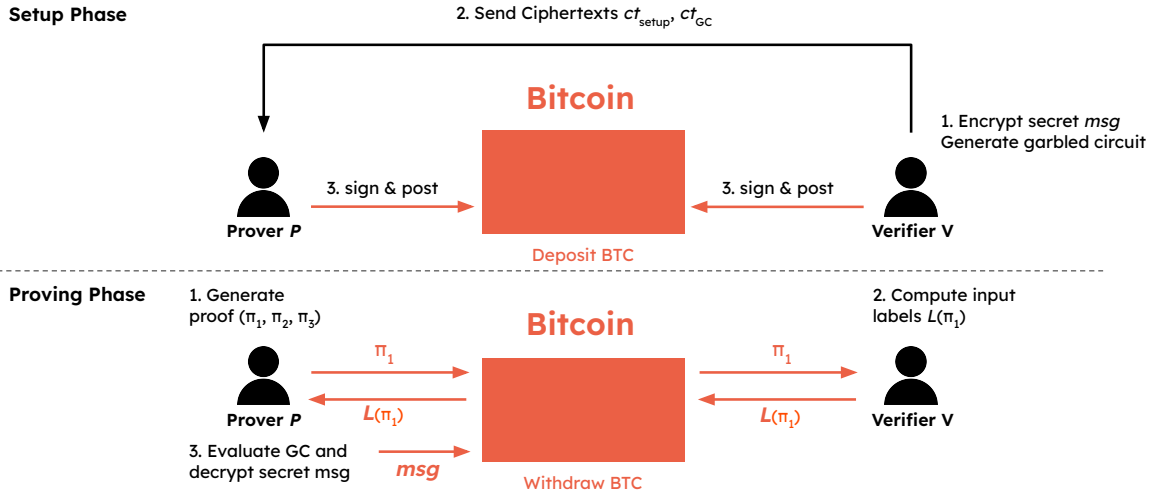 Setup Phase
2. Send Ciphertexts ct_setup, ct_GC
Bitcoin
1. Encrypt secret msg
Generate garbled circuit
3. sign & post
3. sign & post
Prover P
Verifier V
Deposit BTC
Proving Phase
1. Generate
proof (π₁, π₂, π₃)
2. Compute input
labels L(π₁)
Bitcoin
π₁
π₁
L(π₁)
L(π₁)
Prover P
Verifier V
3. Evaluate GC and
decrypt secret msg
msg
Withdraw BTC